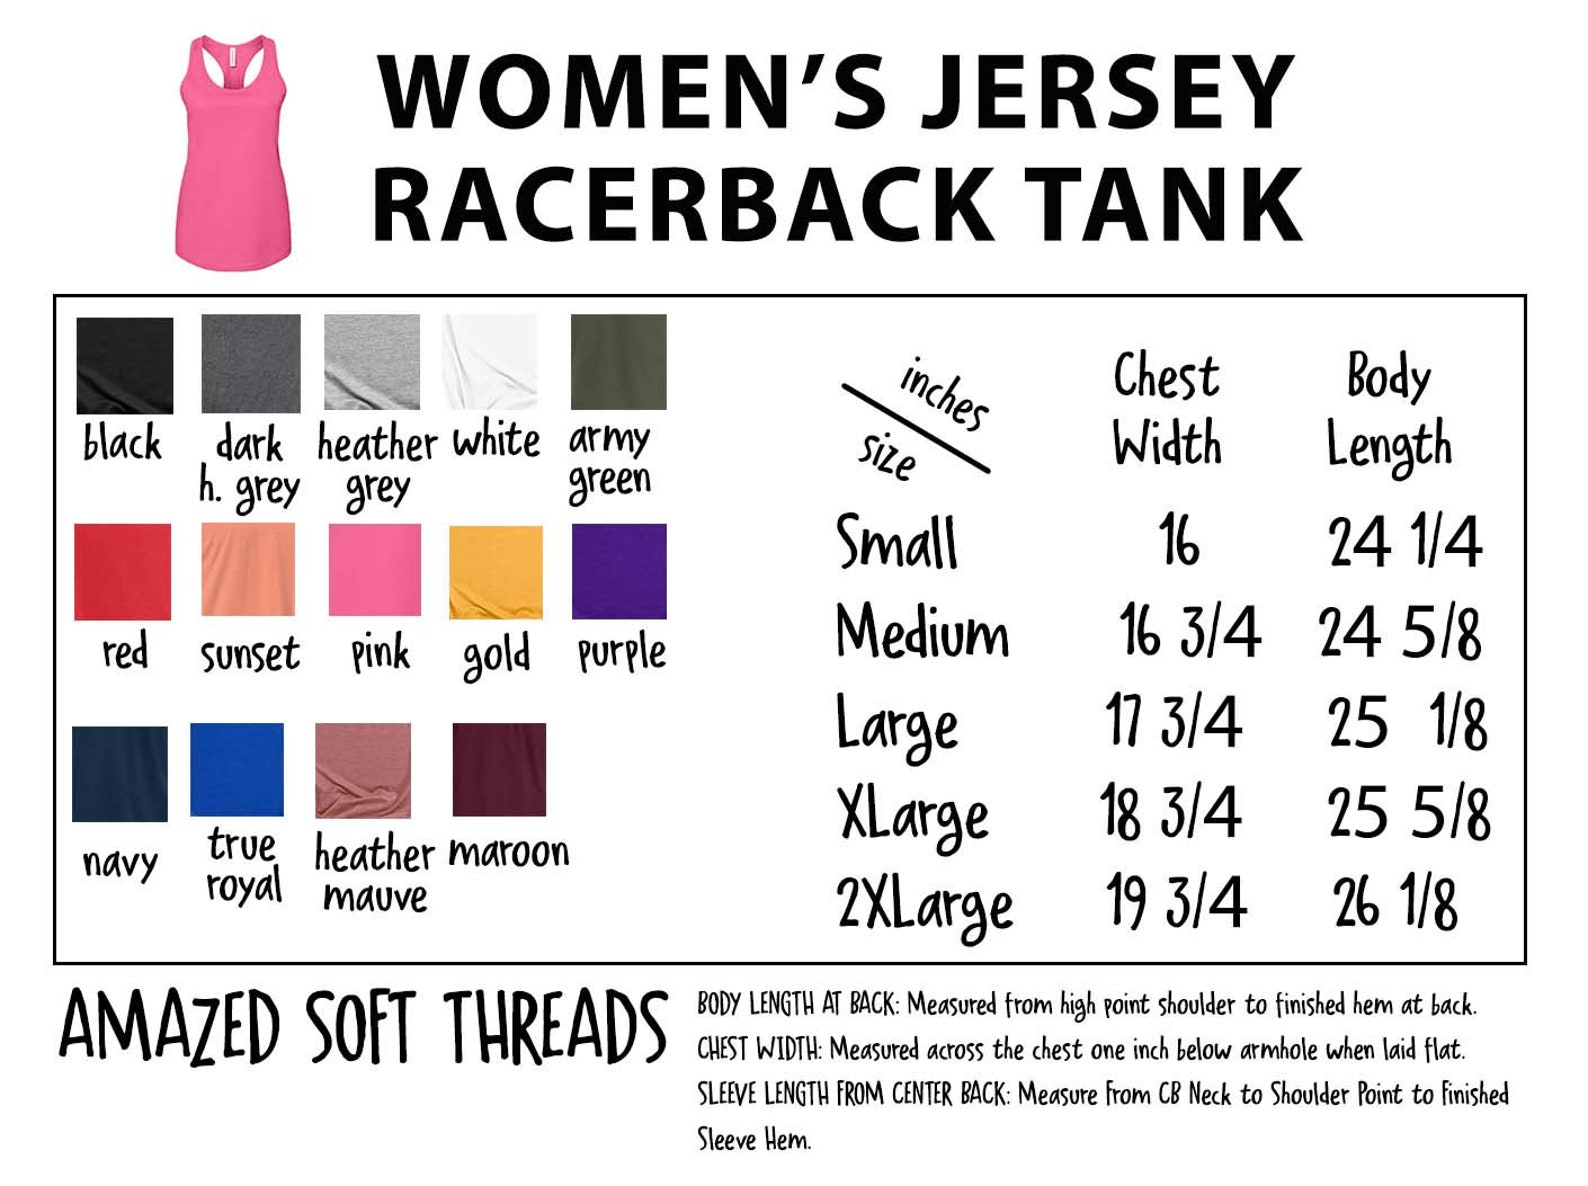 WOMEN'S JERSEY
RACERBACK TANK
black
dark
h. grey
heather
grey
white
army
green
red
sunset
pink
gold
purple
navy
true
royal
heather
mauve
maroon
inches
size
Chest
Width
Body
Length
Small 16 24 1/4
Medium 16 3/4 24 5/8
Large 17 3/4 25 1/8
XLarge 18 3/4 25 5/8
2XLarge 19 3/4 26 1/8
AMAZED SOFT THREADS
BODY LENGTH AT BACK: Measured from high point shoulder to finished hem at back.
CHEST WIDTH: Measured across the chest one inch below armhole when laid flat.
SLEEVE LENGTH FROM CENTER BACK: Measure From CB Neck to Shoulder Point to Finished
Sleeve Hem.